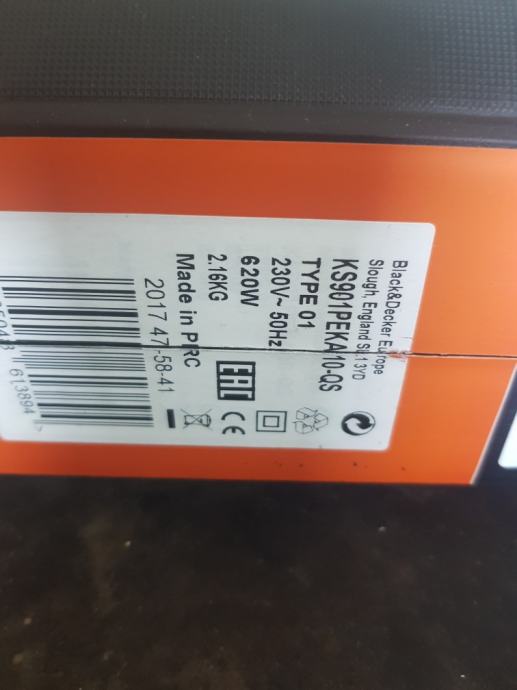 Black&Decker Europe
Slough, England SL1 3YD
KS901PEKA10-QS
TYPE 01
230V~ 50Hz
620W
2.16KG
EAC
CE
Made in PRC
2017 47-58-41
613894 >